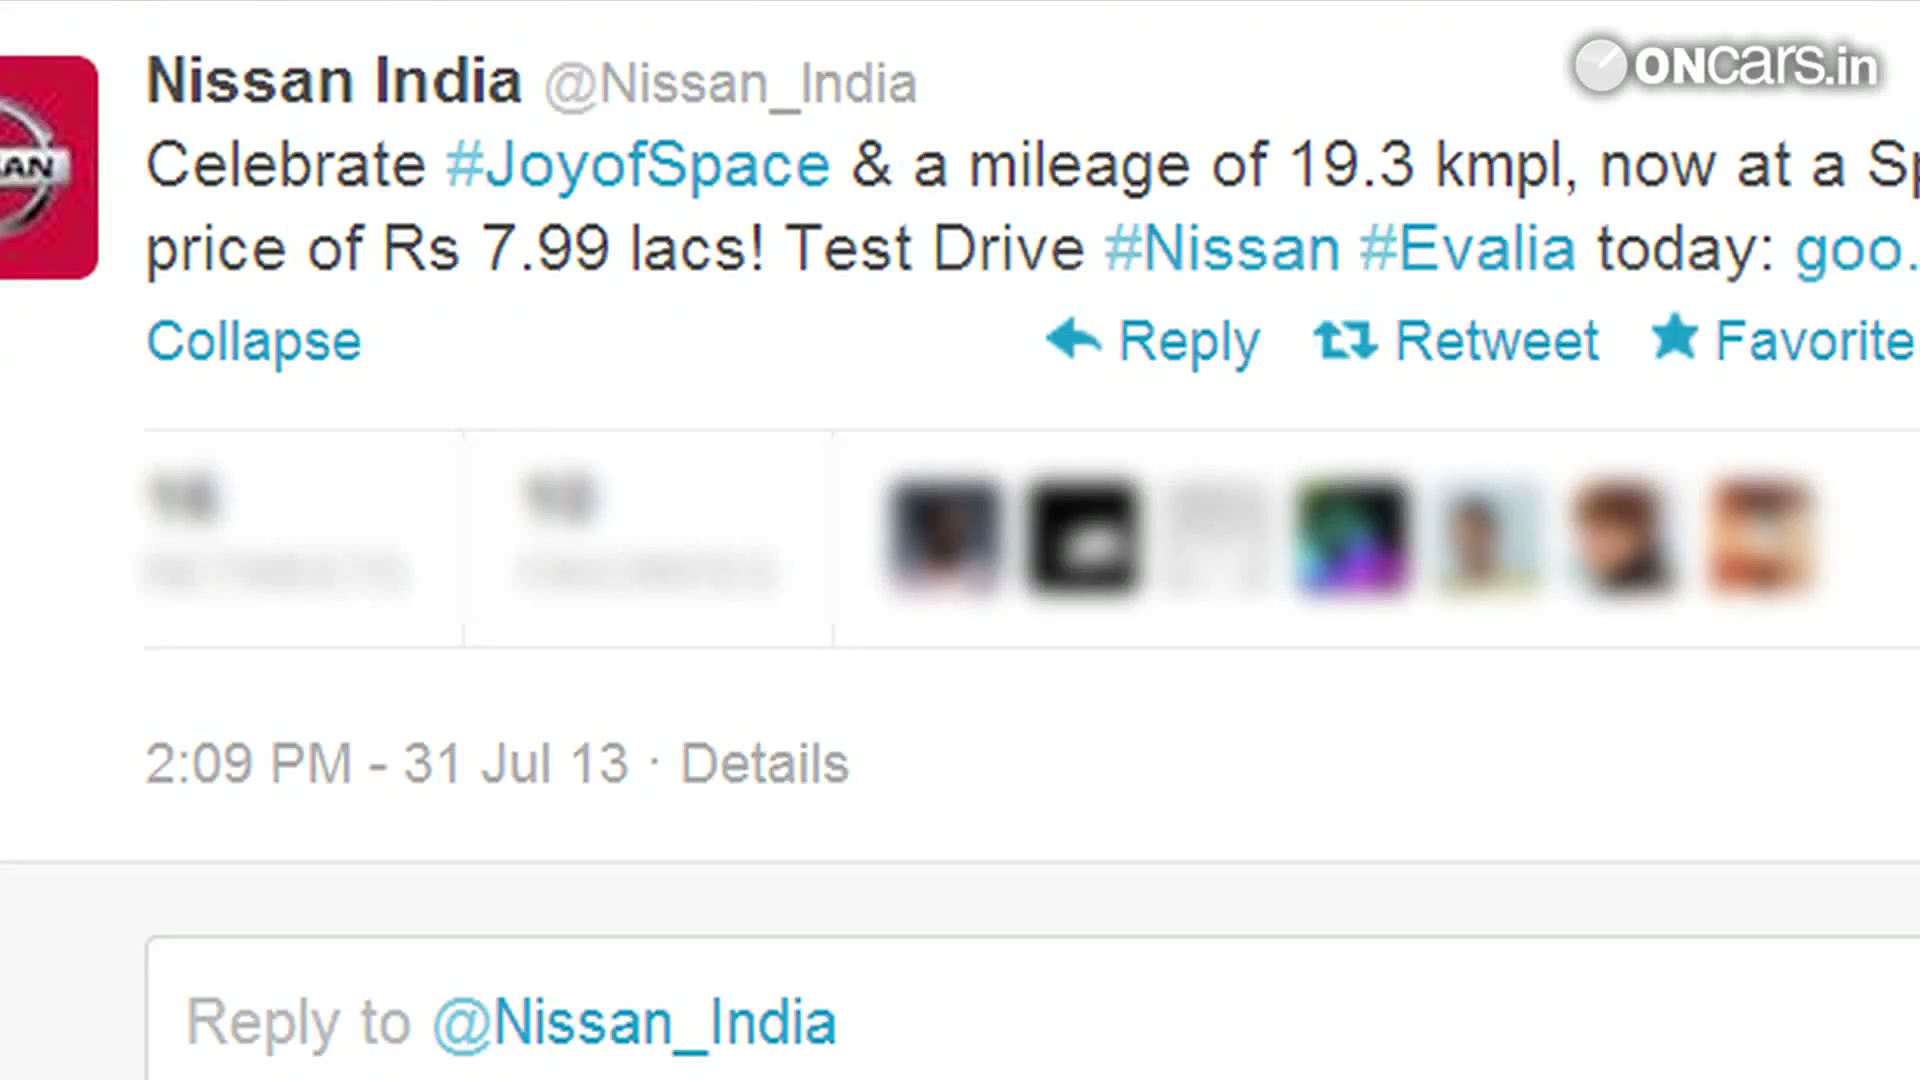 Nissan India @Nissan_India
ONCars.in
Celebrate #JoyofSpace & a mileage of 19.3 kmpl, now at a Sp
price of Rs 7.99 lacs! Test Drive #Nissan #Evalia today: goo.
Collapse Reply Retweet Favorite
2:09 PM - 31 Jul 13 · Details
Reply to @Nissan_India